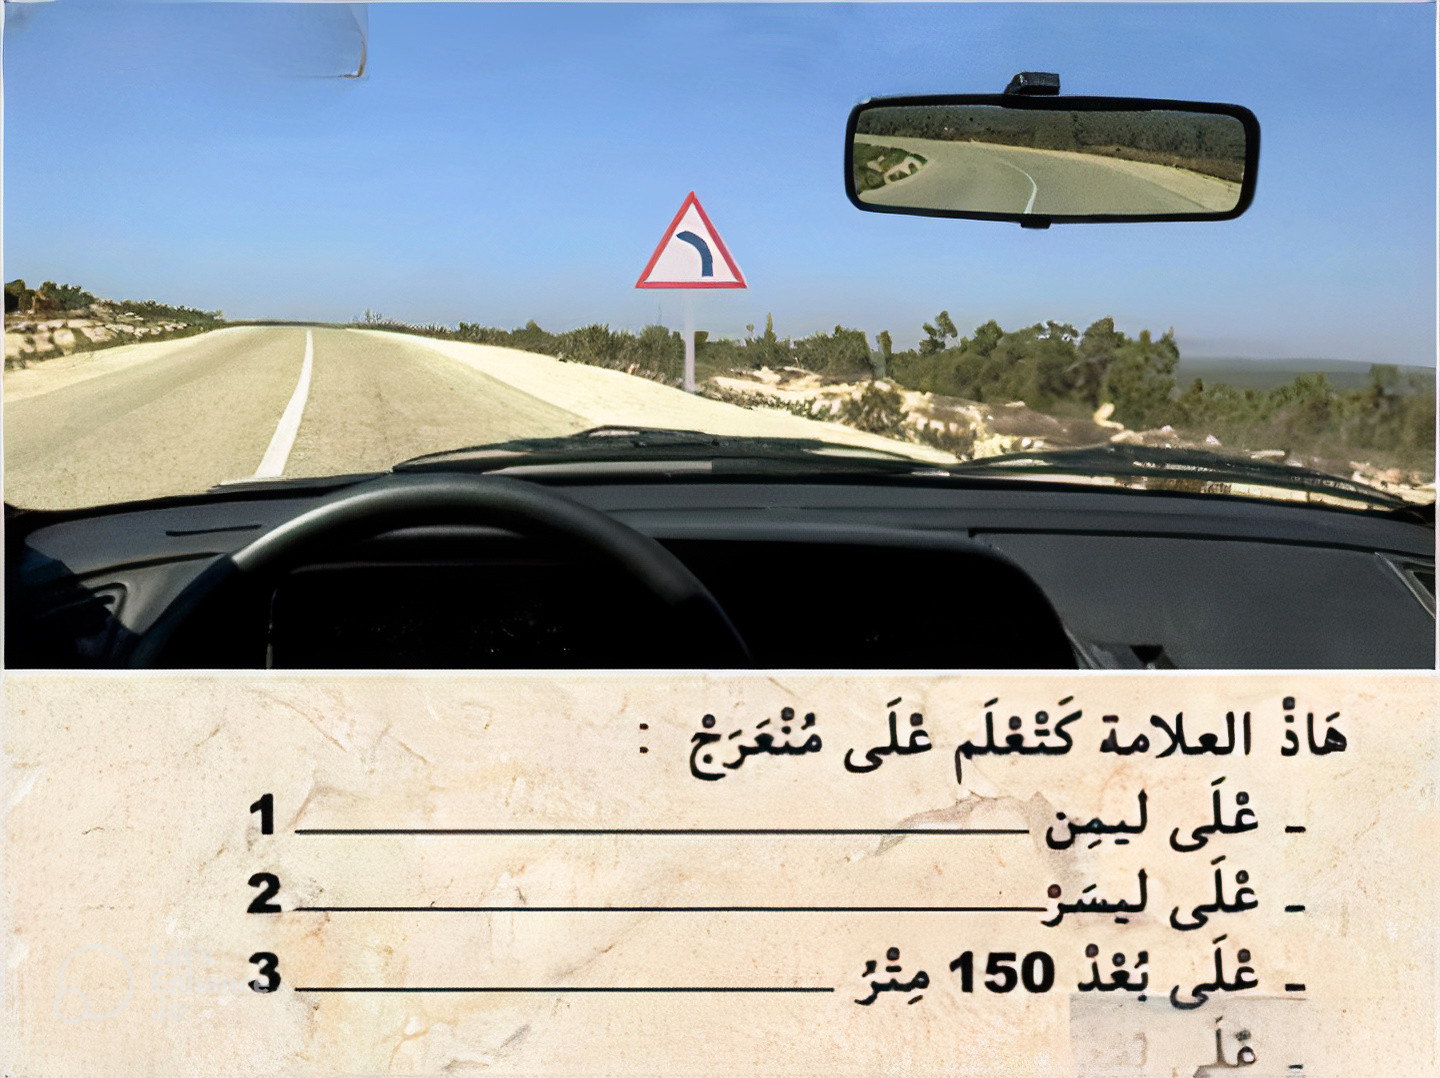 هَاذْ العلامة كَتْعْلَم عْلَى مُنْعَرَجْ :
ـ عْلَى ليمِن 1
ـ عْلَى ليسَرْ 2
ـ عْلَى بُعْدْ 150 مِتْرُ 3
ـ عْلَى